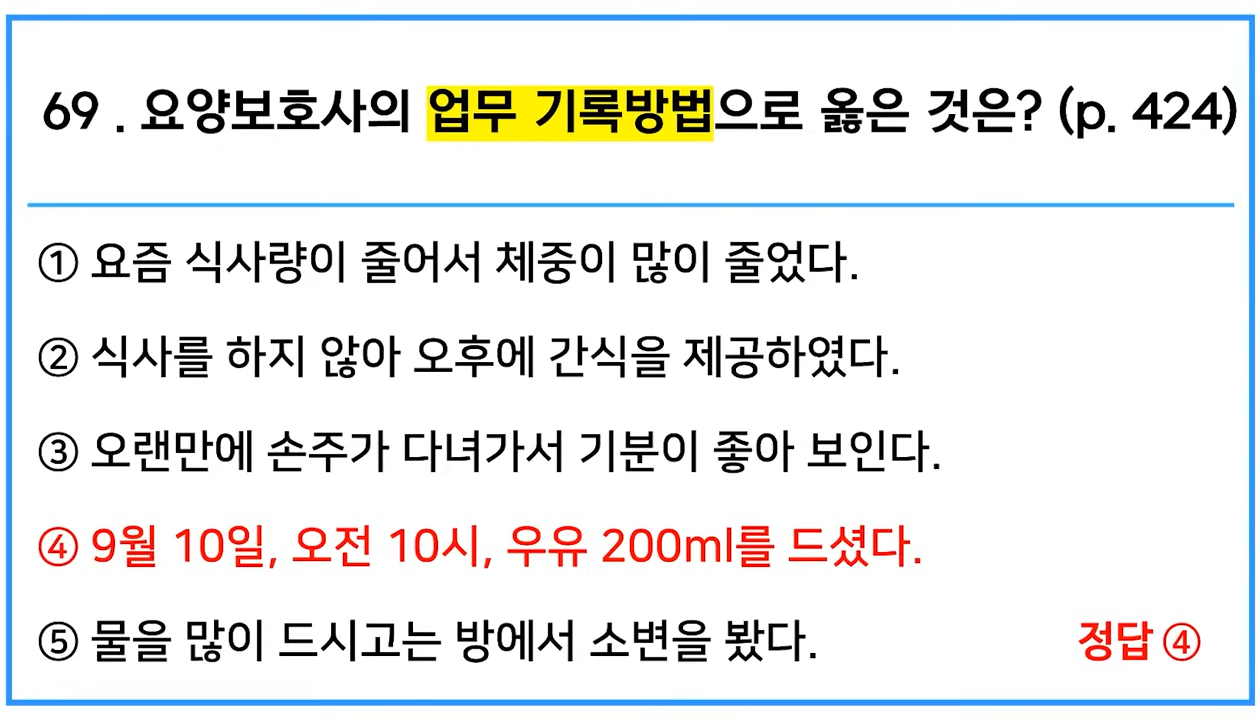 69 . 요양보호사의 업무 기록방법으로 옳은 것은? (p. 424)
① 요즘 식사량이 줄어서 체중이 많이 줄었다.
② 식사를 하지 않아 오후에 간식을 제공하였다.
③ 오랜만에 손주가 다녀가서 기분이 좋아 보인다.
④ 9월 10일, 오전 10시, 우유 200ml를 드셨다.
⑤ 물을 많이 드시고는 방에서 소변을 봤다.
정답 ④